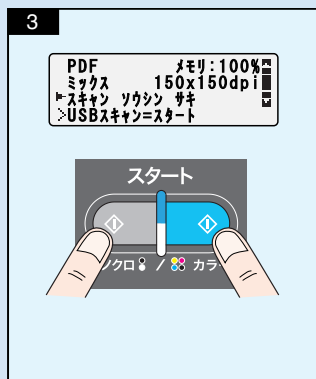 3
PDF メモリ:100%
ミックス 150x150dpi
スキャン ソウシン サキ
>USBスキャン=スタート
スタート
ノクロ / カラ